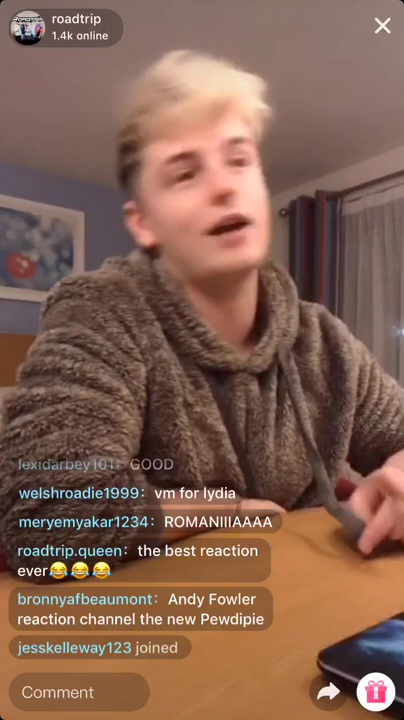 roadtrip
1.4k online
lexidarbey101: GOOD
welshroadie1999: vm for lydia
meryemyakar1234: ROMANIIIAAAA
roadtrip.queen: the best reaction
ever😂😂😂
bronnyafbeaumont: Andy Fowler
reaction channel the new Pewdipie
jesskelleway123 joined
Comment